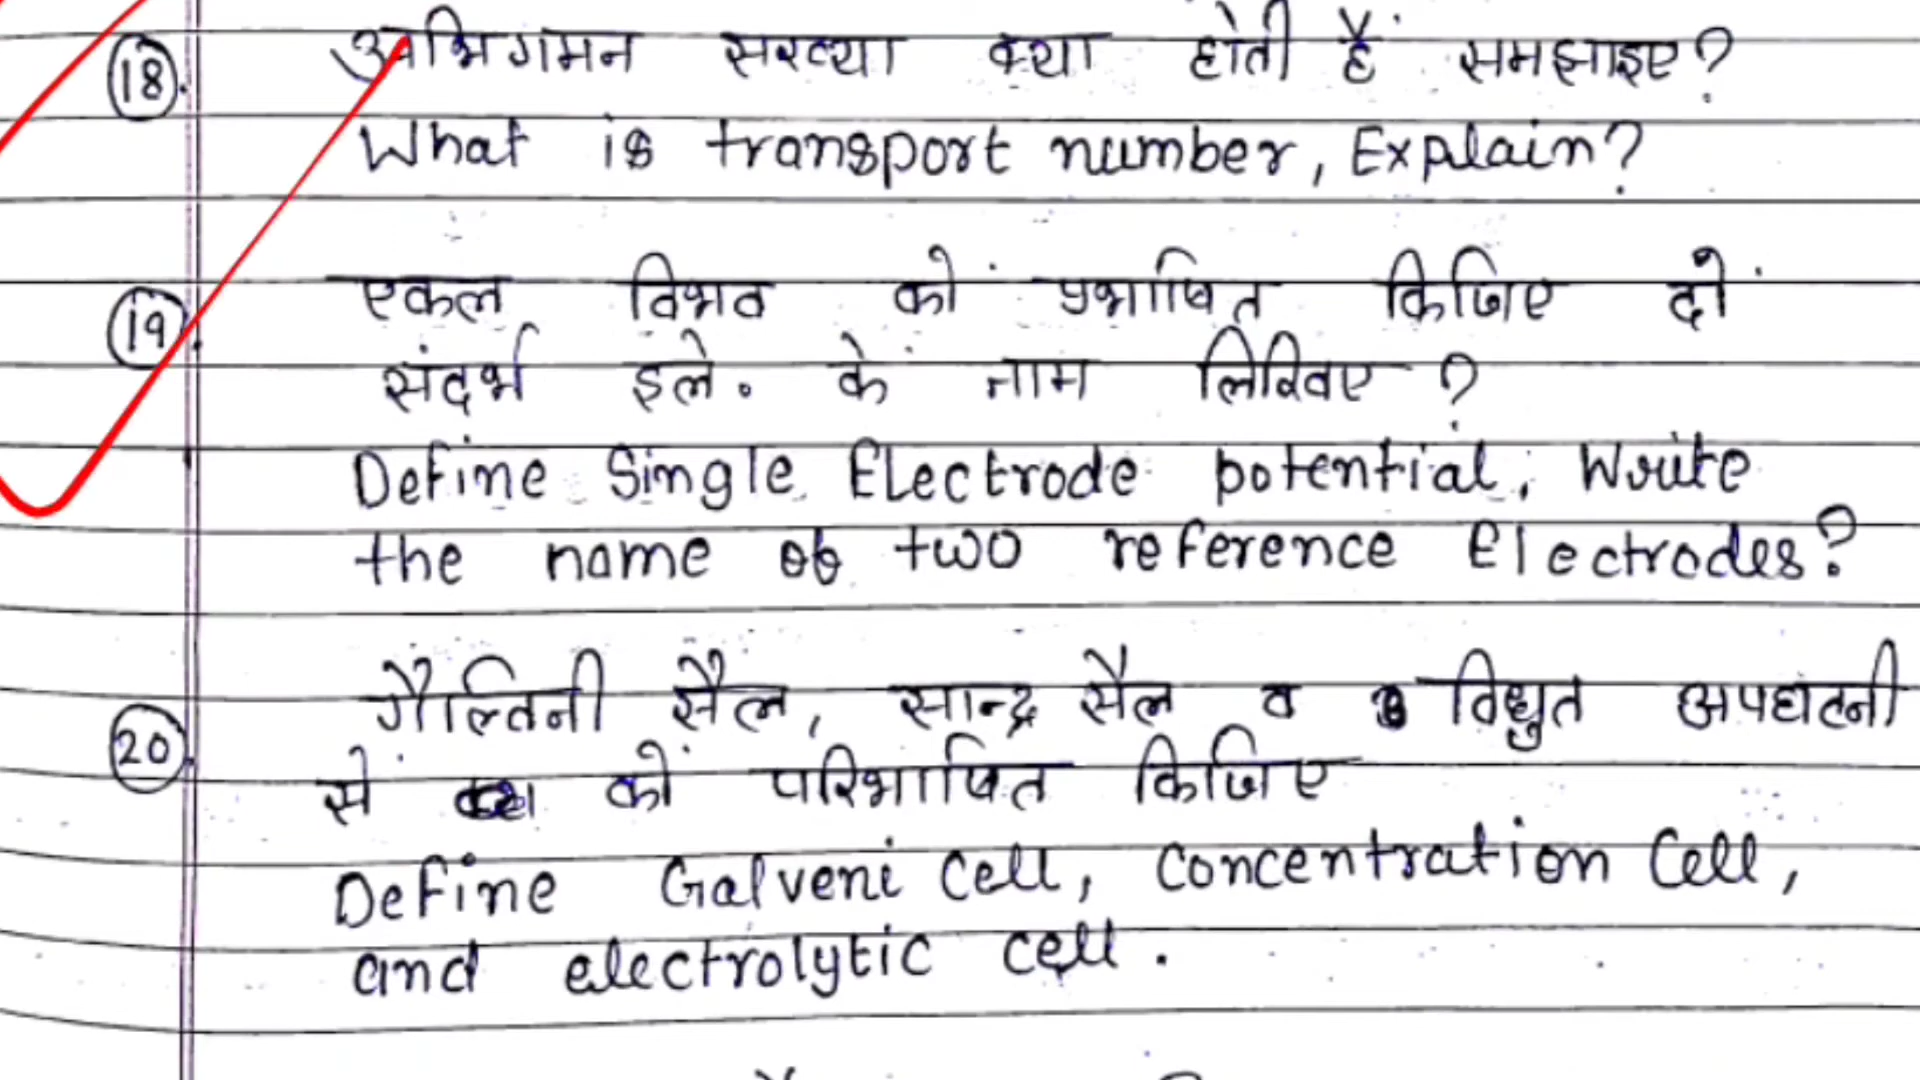 (18). अभिगमन सख्या क्या होती है समझाइए?
What is transport number, Explain?
(19). एकल विभव को प्रभाषित किजिए दो
संदर्भ इले. के नाम लिखिए?
Define Single Electrode potential, Write
the name of two reference Electrodes?
(20). गैल्विनी सैल, सान्द्र सैल व विधुत अपघटनी
से को परिभाषित किजिए
Define Galveni Cell, Concentration Cell,
and electrolytic cell.